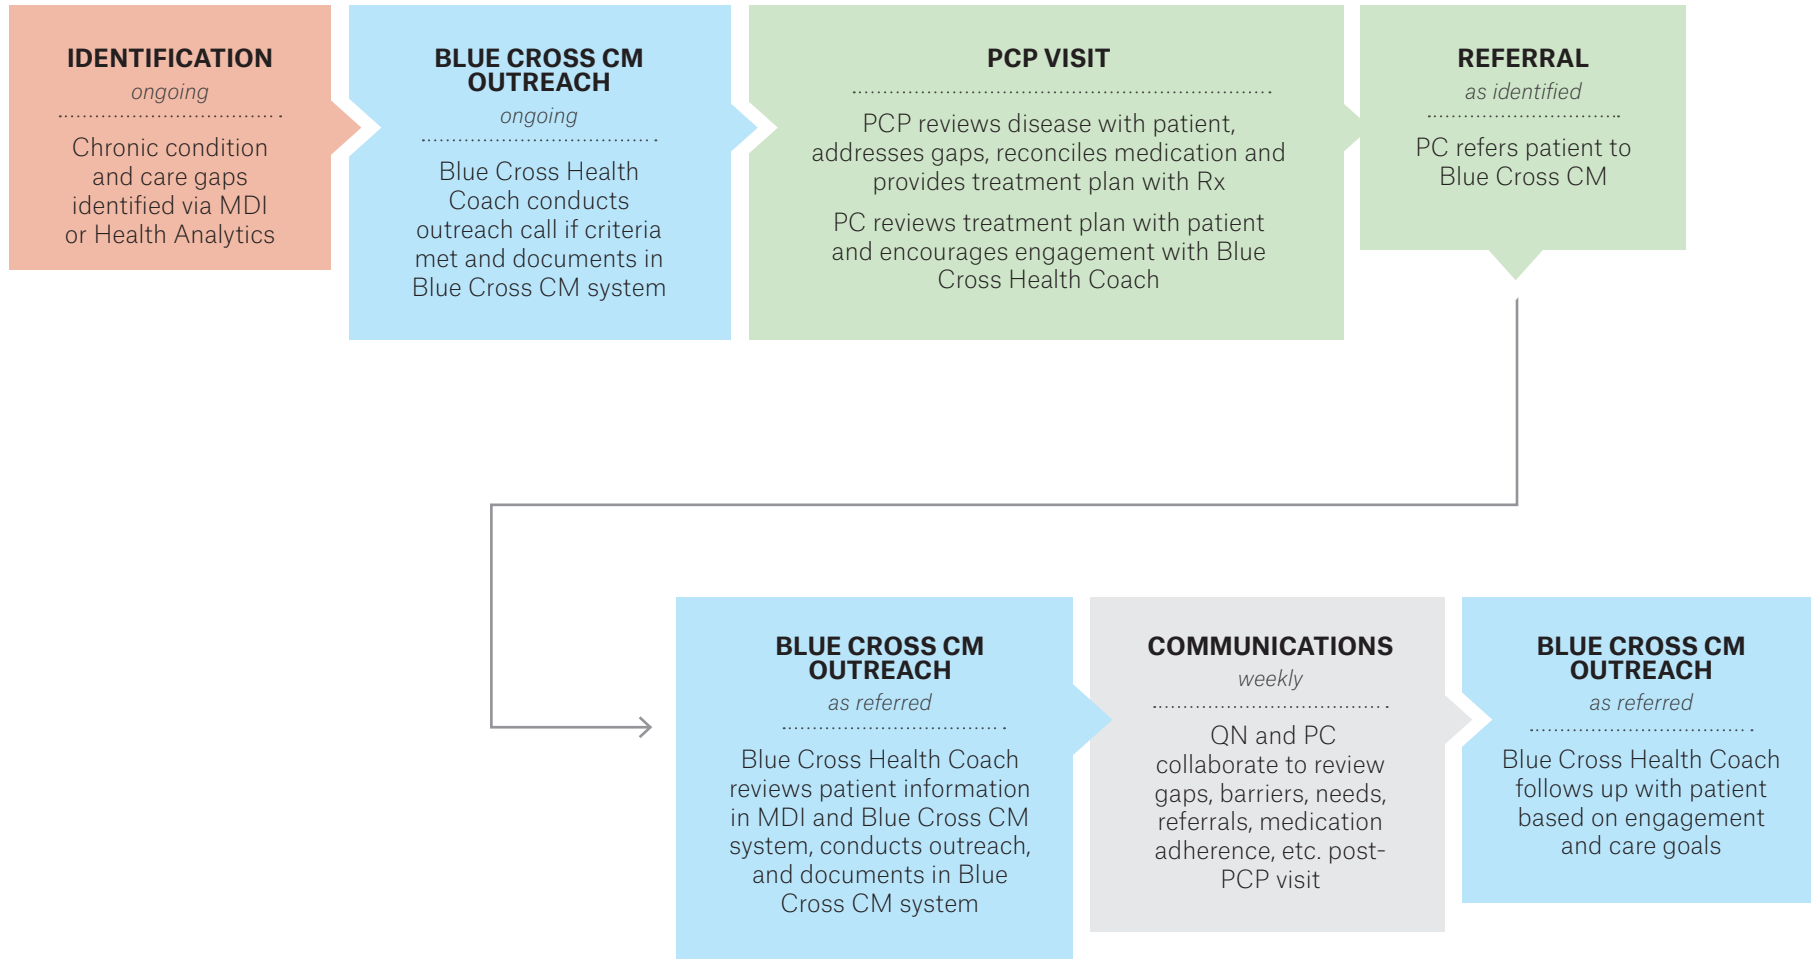 IDENTIFICATION
ongoing
Chronic condition
and care gaps
identified via MDI
or Health Analytics
BLUE CROSS CM
OUTREACH
ongoing
Blue Cross Health
Coach conducts
outreach call if criteria
met and documents in
Blue Cross CM system
PCP VISIT
PCP reviews disease with patient,
addresses gaps, reconciles medication and
provides treatment plan with Rx
PC reviews treatment plan with patient
and encourages engagement with Blue
Cross Health Coach
REFERRAL
as identified
PC refers patient to
Blue Cross CM
BLUE CROSS CM
OUTREACH
as referred
Blue Cross Health Coach
reviews patient information
in MDI and Blue Cross CM
system, conducts outreach,
and documents in Blue
Cross CM system
COMMUNICATIONS
weekly
QN and PC
collaborate to review
gaps, barriers, needs,
referrals, medication
adherence, etc. post-
PCP visit
BLUE CROSS CM
OUTREACH
as referred
Blue Cross Health Coach
follows up with patient
based on engagement
and care goals